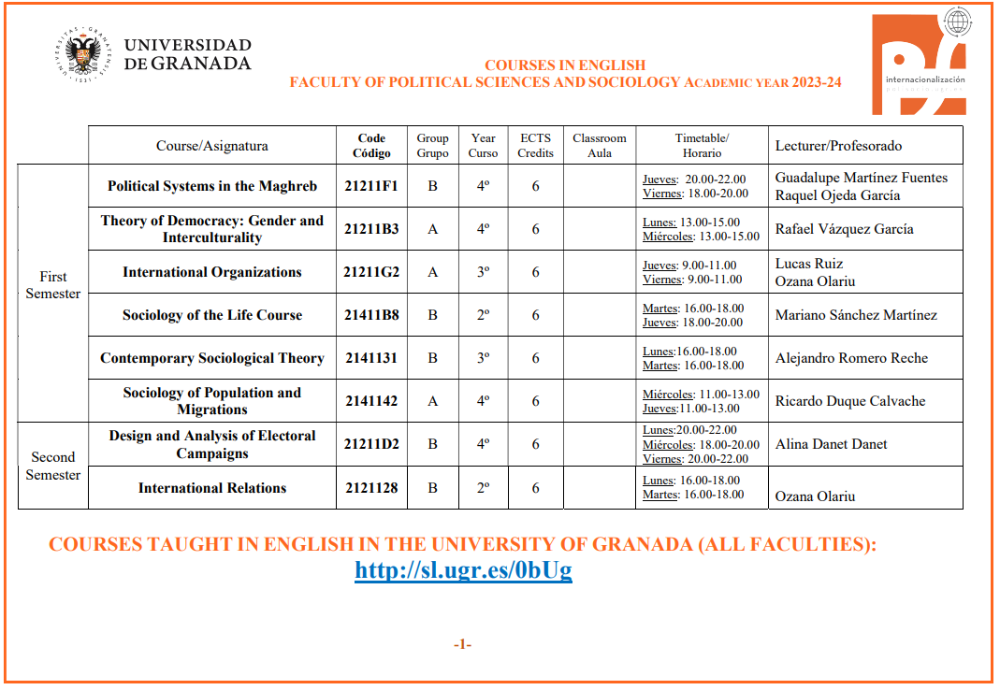 UNIVERSITAS GRANATENSIS 1531
UNIVERSIDAD
DE GRANADA
COURSES IN ENGLISH
FACULTY OF POLITICAL SCIENCES AND SOCIOLOGY ACADEMIC YEAR 2023-24
internacionalización
Course/Asignatura
Code
Código
Group
Grupo
Year
Curso
ECTS
Credits
Classroom
Aula
Timetable/
Horario
Lecturer/Profesorado
First
Semester
Political Systems in the Maghreb
21211F1
B
4º
6
Jueves:  20.00-22.00
Viernes: 18.00-20.00
Guadalupe Martínez Fuentes
Raquel Ojeda García
Theory of Democracy: Gender and
Interculturality
21211B3
A
4º
6
Lunes: 13.00-15.00
Miércoles: 13.00-15.00
Rafael Vázquez García
International Organizations
21211G2
A
3º
6
Jueves: 9.00-11.00
Viernes: 9.00-11.00
Lucas Ruiz
Ozana Olariu
Sociology of the Life Course
21411B8
B
2º
6
Martes: 16.00-18.00
Jueves: 18.00-20.00
Mariano Sánchez Martínez
Contemporary Sociological Theory
2141131
B
3º
6
Lunes:16.00-18.00
Martes: 16.00-18.00
Alejandro Romero Reche
Sociology of Population and
Migrations
2141142
A
4º
6
Miércoles: 11.00-13.00
Jueves:11.00-13.00
Ricardo Duque Calvache
Second
Semester
Design and Analysis of Electoral
Campaigns
21211D2
B
4º
6
Lunes:20.00-22.00
Miércoles: 18.00-20.00
Viernes: 20.00-22.00
Alina Danet Danet
International Relations
2121128
B
2º
6
Lunes: 16.00-18.00
Martes: 16.00-18.00
Ozana Olariu
COURSES TAUGHT IN ENGLISH IN THE UNIVERSITY OF GRANADA (ALL FACULTIES):
http://sl.ugr.es/0bUg
-1-